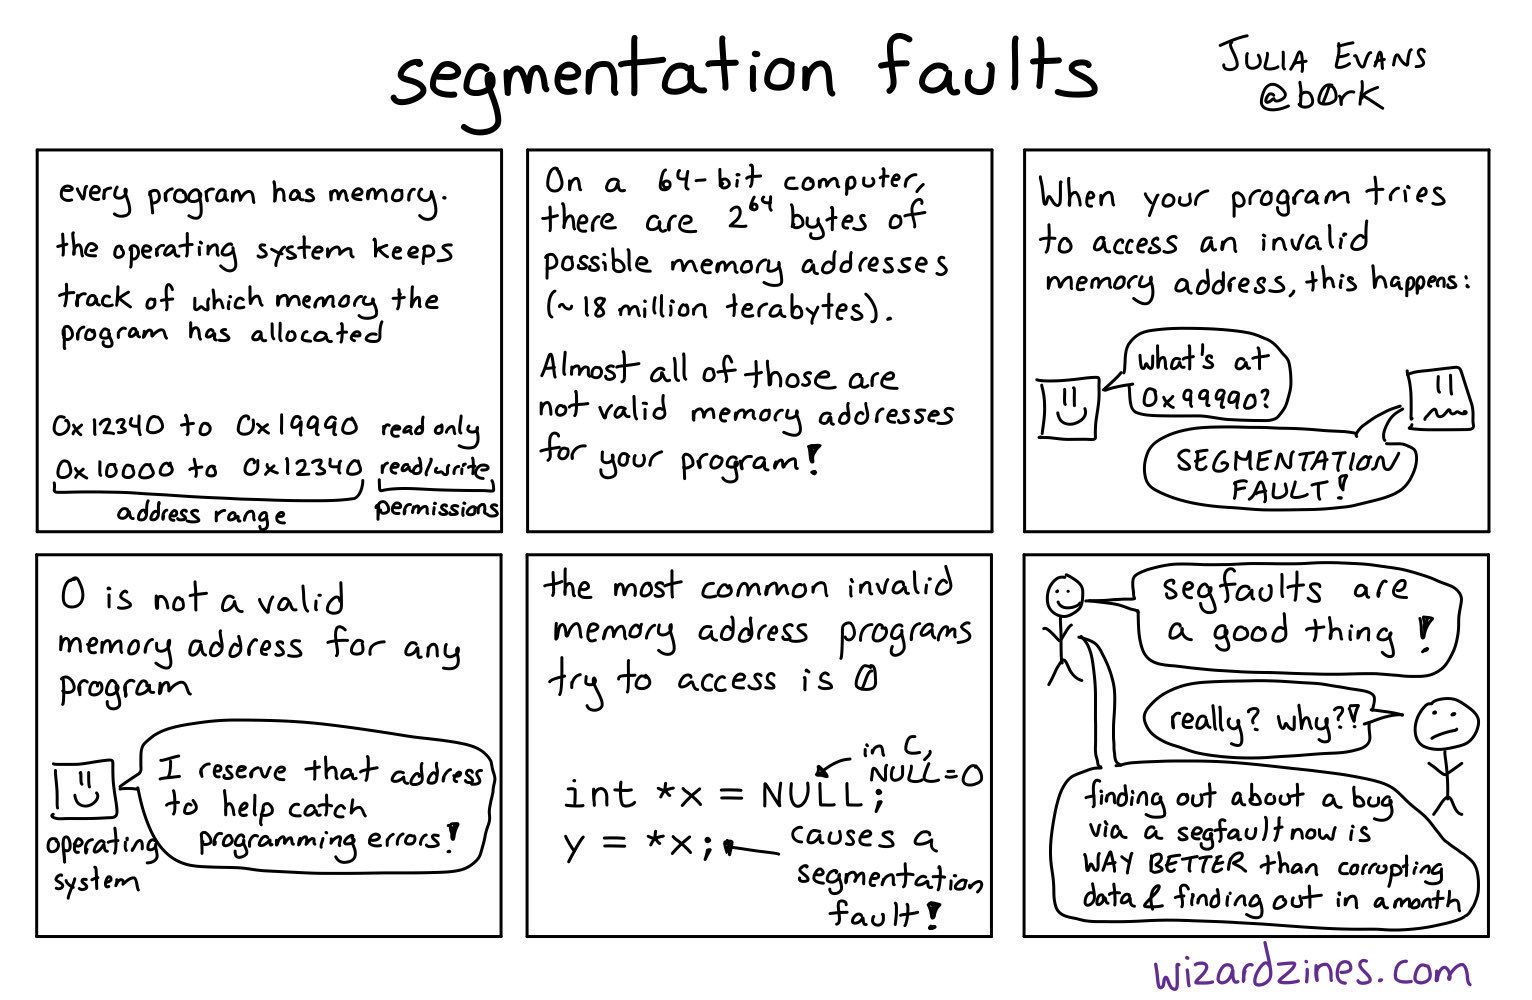 segmentation faults
JULIA EVANS
@b0rk
every program has memory.
the operating system keeps
track of which memory the
program has allocated
0x12340 to 0x19990 read only
0x10000 to 0x12340 read/write
address range
permissions
On a 64-bit computer,
there are 2^64 bytes of
possible memory addresses
(~18 million terabytes).
Almost all of those are
not valid memory addresses
for your program!
When your program tries
to access an invalid
memory address, this happens:
what's at
0x99990?
SEGMENTATION
FAULT!
0 is not a valid
memory address for any
program
I reserve that address
to help catch
programming errors!
operating
system
the most common invalid
memory address programs
try to access is 0
in C,
NULL=0
int *x = NULL;
y = *x;
causes a
segmentation
fault!
segfaults are
a good thing!
really? why?!
finding out about a bug
via a segfault now is
WAY BETTER than corrupting
data & finding out in a month
wizardzines.com